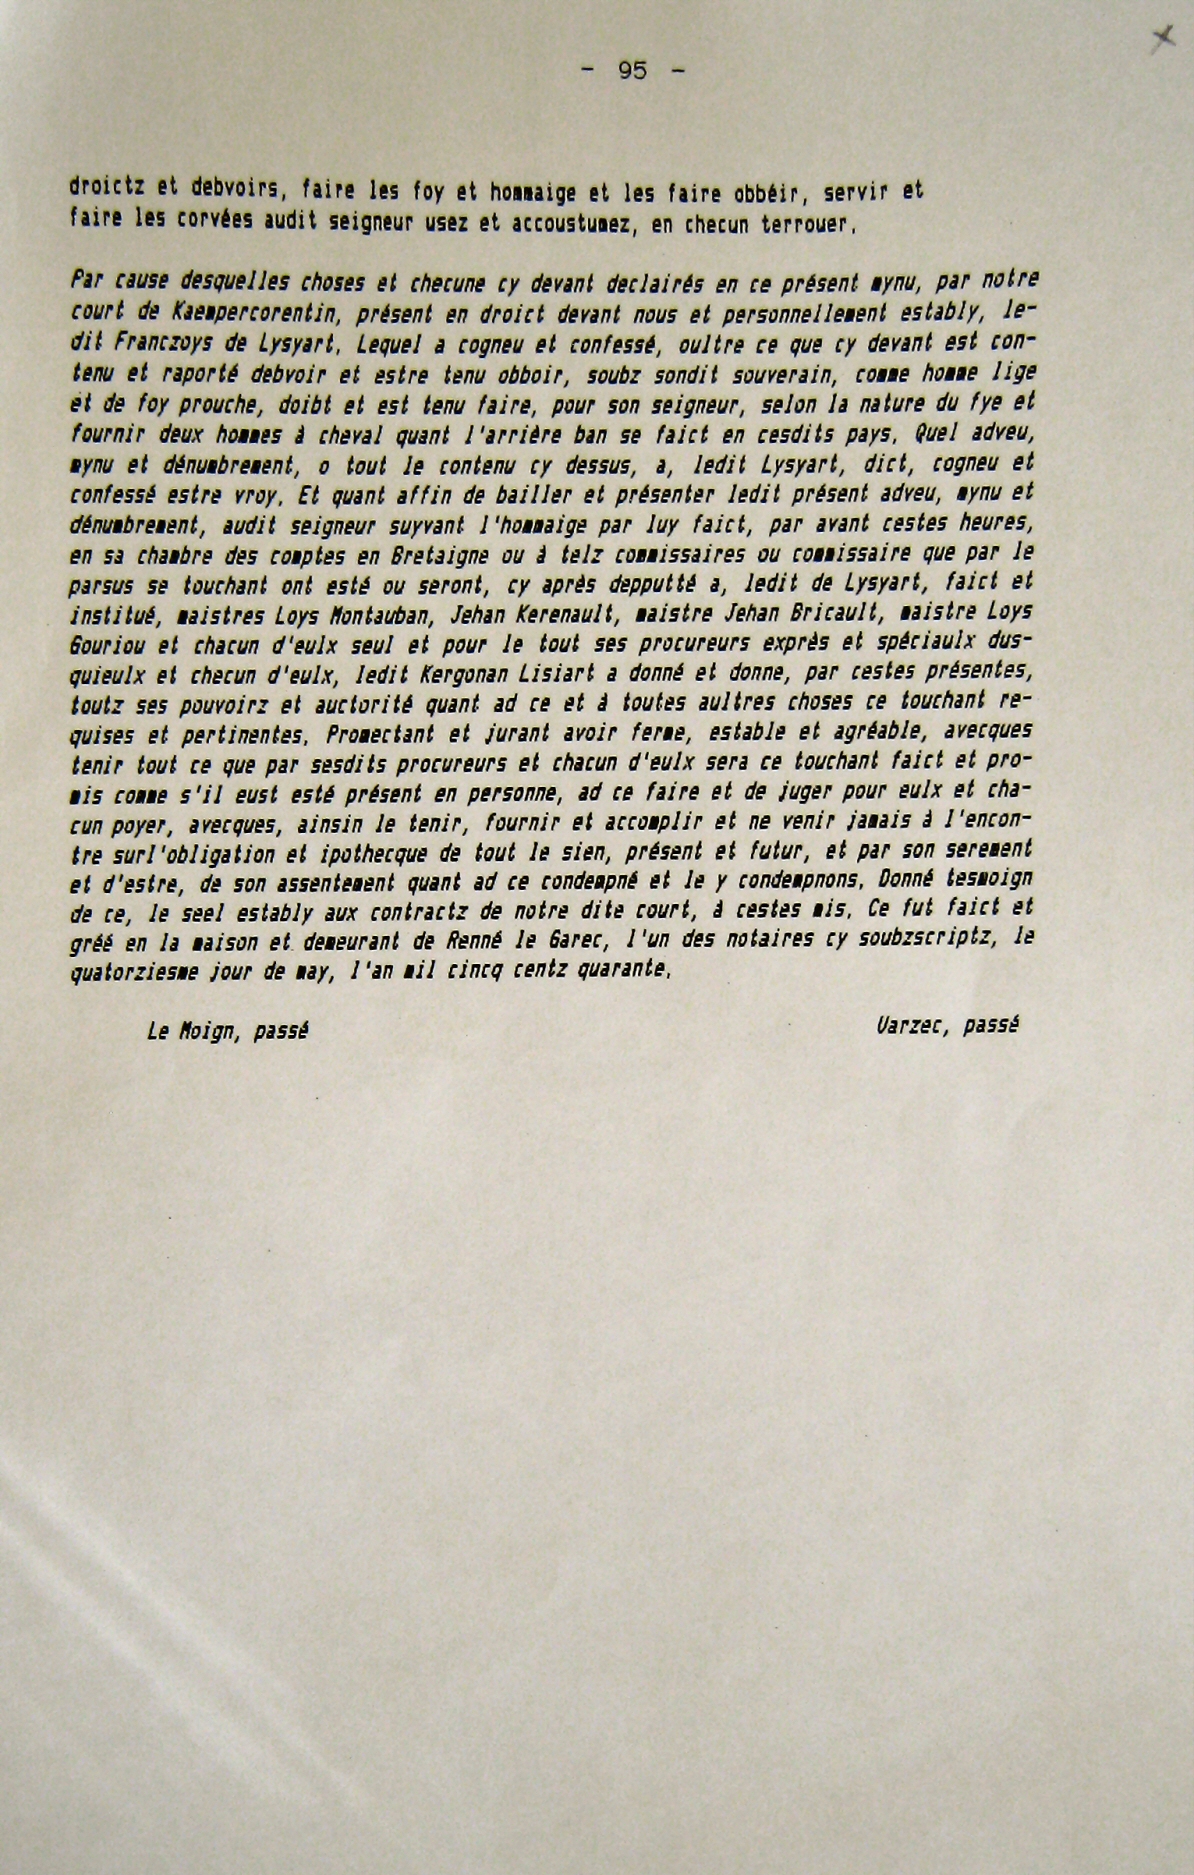 - 95 -
droictz et debvoirs, faire les foy et hommaige et les faire obbéir, servir et
faire les corvées audit seigneur usez et accoustumez, en checun terrouer.
Par cause desquelles choses et checune cy devant declairés en ce présent mynu, par notre
court de Kaempercorentin, présent en droict devant nous et personnellement estably, le-
dit Franczoys de Lysyart. Lequel a cogneu et confessé, oultre ce que cy devant est con-
tenu et raporté debvoir et estre tenu obboir, soubz sondit souverain, comme homme lige
et de foy prouche, doibt et est tenu faire, pour son seigneur, selon la nature du fye et
fournir deux hommes à cheval quant l'arrière ban se faict en cesdits pays. Quel adveu,
mynu et dénumbrement, o tout le contenu cy dessus, a, ledit Lysyart, dict, cogneu et
confessé estre vroy. Et quant affin de bailler et présenter ledit présent adveu, mynu et
dénumbrement, audit seigneur suyvant l'hommaige par luy faict, par avant cestes heures,
en sa chambre des comptes en Bretaigne ou à telz commissaires ou commissaire que par le
parsus se touchant ont esté ou seront, cy après depputté a, ledit de Lysyart, faict et
institué, maistres Loys Montauban, Jehan Kerenault, maistre Jehan Bricault, maistre Loys
Gouriou et chacun d'eulx seul et pour le tout ses procureurs exprès et spéciaulx dus-
quieulx et checun d'eulx, ledit Kergonan Lisiart a donné et donne, par cestes présentes,
toutz ses pouvoirz et auctorité quant ad ce et à toutes aultres choses ce touchant re-
quises et pertinentes. Promectant et jurant avoir ferme, estable et agréable, avecques
tenir tout ce que par sesdits procureurs et chacun d'eulx sera ce touchant faict et pro-
mis comme s'il eust esté présent en personne, ad ce faire et de juger pour eulx et cha-
cun poyer, avecques, ainsin le tenir, fournir et accomplir et ne venir jamais à l'encon-
tre surl'obligation et ipothecque de tout le sien, présent et futur, et par son serement
et d'estre, de son assentement quant ad ce condempné et le y condempnons. Donné tesmoign
de ce, le seel estably aux contractz de notre dite court, à cestes mis. Ce fut faict et
gréé en la maison et demeurant de Renné le Garec, l'un des notaires cy soubzscriptz, le
quatorziesme jour de may, l'an mil cincq centz quarante.
Le Moign, passé Varzec, passé